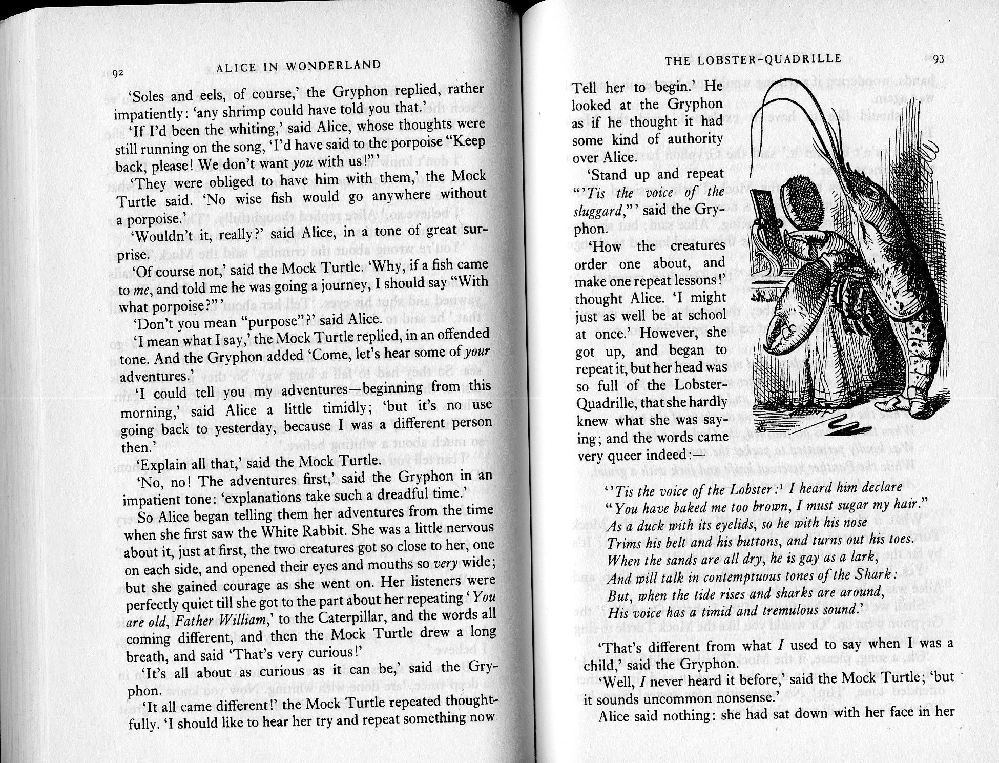 92
ALICE IN WONDERLAND
‘Soles and eels, of course,’ the Gryphon replied, rather
impatiently: ‘any shrimp could have told you that.’
‘If I’d been the whiting,’ said Alice, whose thoughts were
still running on the song, ‘I’d have said to the porpoise “Keep
back, please! We don’t want you with us!”’
‘They were obliged to have him with them,’ the Mock
Turtle said. ‘No wise fish would go anywhere without
a porpoise.’
‘Wouldn’t it, really?’ said Alice, in a tone of great sur-
prise.
‘Of course not,’ said the Mock Turtle. ‘Why, if a fish came
to me, and told me he was going a journey, I should say “With
what porpoise?”’
‘Don’t you mean “purpose”?’ said Alice.
‘I mean what I say,’ the Mock Turtle replied, in an offended
tone. And the Gryphon added ‘Come, let’s hear some of your
adventures.’
‘I could tell you my adventures—beginning from this
morning,’ said Alice a little timidly; ‘but it’s no use
going back to yesterday, because I was a different person
then.’
‘Explain all that,’ said the Mock Turtle.
‘No, no! The adventures first,’ said the Gryphon in an
impatient tone: ‘explanations take such a dreadful time.’
So Alice began telling them her adventures from the time
when she first saw the White Rabbit. She was a little nervous
about it, just at first, the two creatures got so close to her, one
on each side, and opened their eyes and mouths so very wide;
but she gained courage as she went on. Her listeners were
perfectly quiet till she got to the part about her repeating ‘You
are old, Father William,’ to the Caterpillar, and the words all
coming different, and then the Mock Turtle drew a long
breath, and said ‘That’s very curious!’
‘It’s all about as curious as it can be,’ said the Gry-
phon.
‘It all came different!’ the Mock Turtle repeated thought-
fully. ‘I should like to hear her try and repeat something now
THE LOBSTER-QUADRILLE
93
Tell her to begin.’ He
looked at the Gryphon
as if he thought it had
some kind of authority
over Alice.
‘Stand up and repeat
“’Tis the voice of the
sluggard,”’ said the Gry-
phon.
‘How the creatures
order one about, and
make one repeat lessons!’
thought Alice. ‘I might
just as well be at school
at once.’ However, she
got up, and began to
repeat it, but her head was
so full of the Lobster-
Quadrille, that she hardly
knew what she was say-
ing; and the words came
very queer indeed:—
‘’Tis the voice of the Lobster:¹ I heard him declare
“You have baked me too brown, I must sugar my hair.”
As a duck with its eyelids, so he with his nose
Trims his belt and his buttons, and turns out his toes.
When the sands are all dry, he is gay as a lark,
And will talk in contemptuous tones of the Shark:
But, when the tide rises and sharks are around,
His voice has a timid and tremulous sound.’
‘That’s different from what I used to say when I was a
child,’ said the Gryphon.
‘Well, I never heard it before,’ said the Mock Turtle; ‘but
it sounds uncommon nonsense.’
Alice said nothing: she had sat down with her face in her